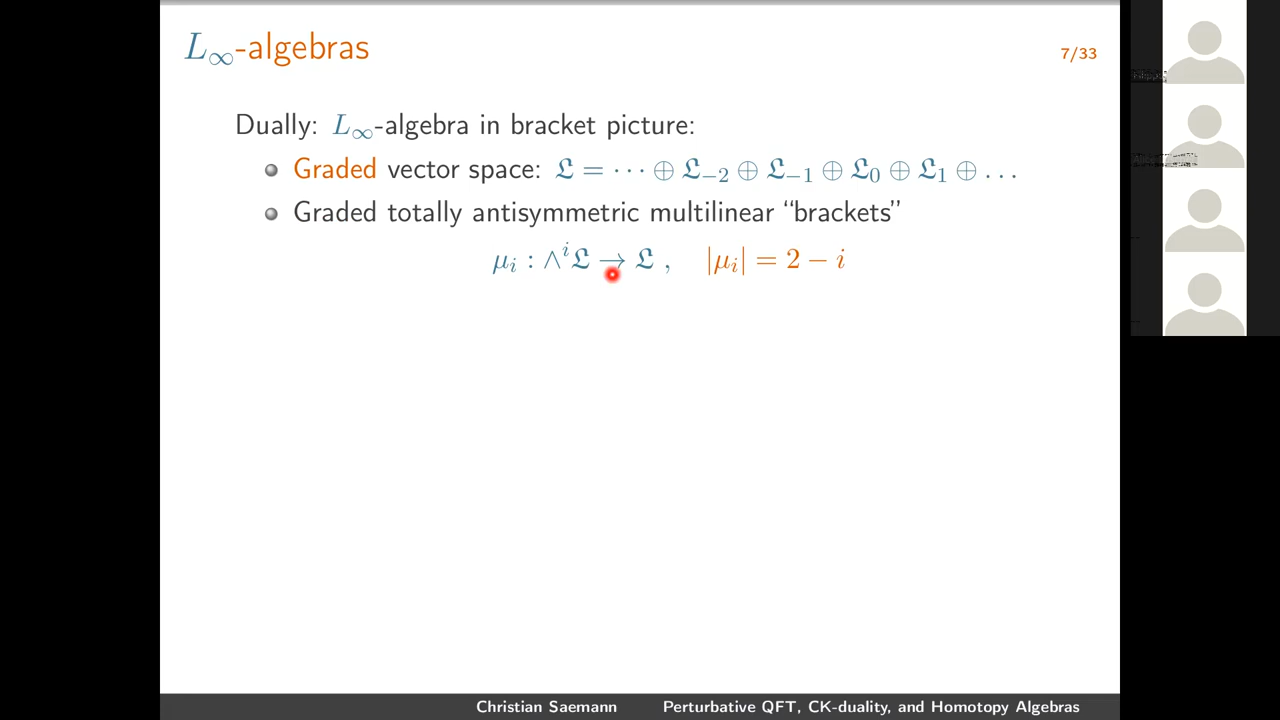 L∞-algebras
7/33
Dually: L∞-algebra in bracket picture:
Graded vector space: 𝔏 = ··· ⊕ 𝔏₋₂ ⊕ 𝔏₋₁ ⊕ 𝔏₀ ⊕ 𝔏₁ ⊕ ...
Graded totally antisymmetric multilinear “brackets”
μᵢ : ∧ⁱ𝔏 → 𝔏 , |μᵢ| = 2 − i
Christian Saemann Perturbative QFT, CK-duality, and Homotopy Algebras